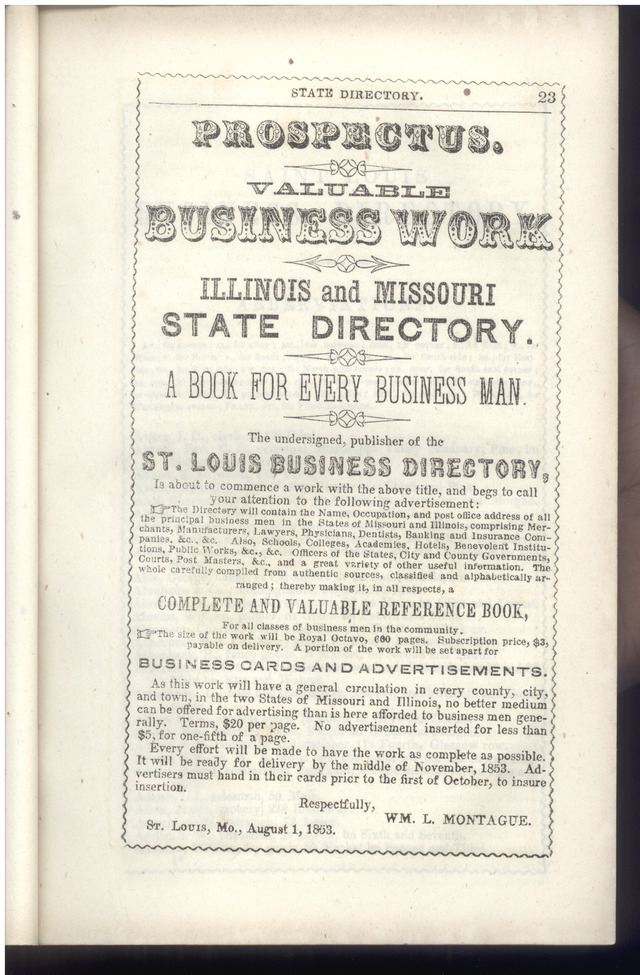 STATE DIRECTORY. 23
PROSPECTUS.
VALUABLE
BUSINESS WORK
ILLINOIS and MISSOURI
STATE DIRECTORY.
A BOOK FOR EVERY BUSINESS MAN.
The undersigned, publisher of the
ST. LOUIS BUSINESS DIRECTORY,
Is about to commence a work with the above title, and begs to call
your attention to the following advertisement:
☞The Directory will contain the Name, Occupation, and post office address of all
the principal business men in the States of Missouri and Illinois, comprising Mer-
chants, Manufacturers, Lawyers, Physicians, Dentists, Banking and Insurance Com-
panies, &c., &c. Also, Schools, Colleges, Academies, Hotels, Benevolent Institu-
tions, Public Works, &c., &c. Officers of the States, City and County Governments,
Courts, Post Masters, &c., and a great variety of other useful information. The
whole carefully compiled from authentic sources, classified and alphabetically ar-
ranged; thereby making it, in all respects, a
COMPLETE AND VALUABLE REFERENCE BOOK,
For all classes of business men in the community.
☞The size of the work will be Royal Octavo, 600 pages. Subscription price, $3,
payable on delivery. A portion of the work will be set apart for
BUSINESS CARDS AND ADVERTISEMENTS.
As this work will have a general circulation in every county, city,
and town, in the two States of Missouri and Illinois, no better medium
can be offered for advertising than is here afforded to business men gene-
rally. Terms, $20 per page. No advertisement inserted for less than
$5, for one-fifth of a page.
Every effort will be made to have the work as complete as possible.
It will be ready for delivery by the middle of November, 1853. Ad-
vertisers must hand in their cards prior to the first of October, to insure
insertion.
Respectfully,
WM. L. MONTAGUE.
ST. LOUIS, MO., August 1, 1853.